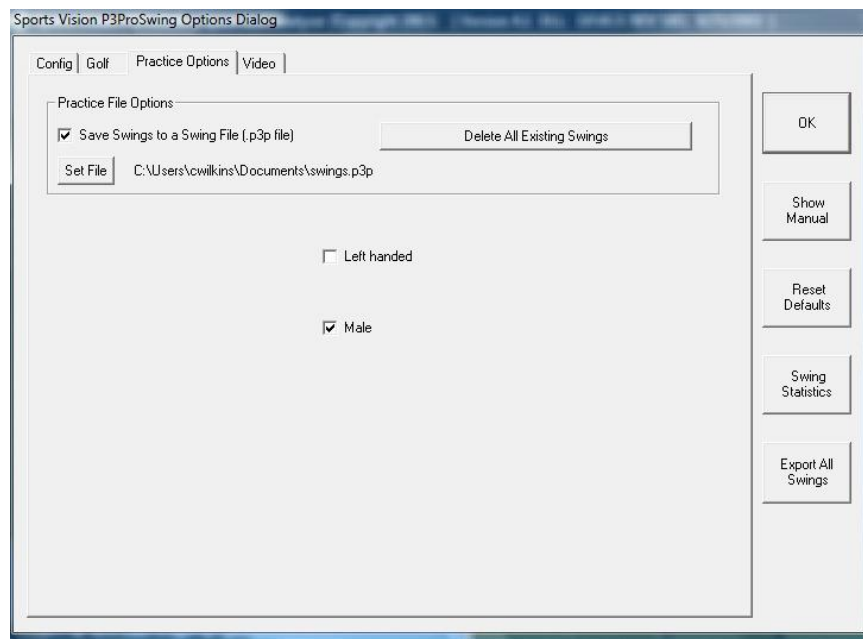 Sports Vision P3ProSwing Options Dialog
Config Golf Practice Options Video
Practice File Options
Save Swings to a Swing File (.p3p file)
Delete All Existing Swings
Set File
C:\Users\cwilkins\Documents\swings.p3p
Left handed
Male
OK
Show
Manual
Reset
Defaults
Swing
Statistics
Export All
Swings